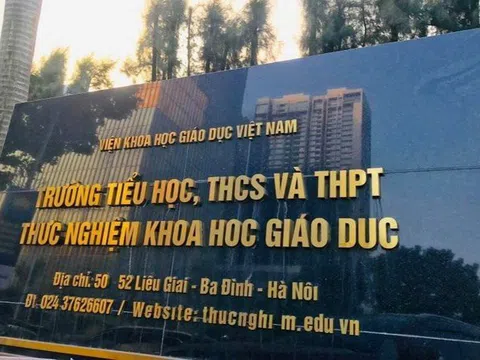 VIỆN KHOA HỌC GIÁO DỤC VIỆT NAM
TRƯỜNG TIỂU HỌC, THCS VÀ THPT
THỰC NGHIỆM KHOA HỌC GIÁO DỤC
Địa chỉ: 50 52 Liễu Giai - Ba Đình - Hà Nội
ĐT: 024 37626607 / Website: thucnghi m.edu.vn